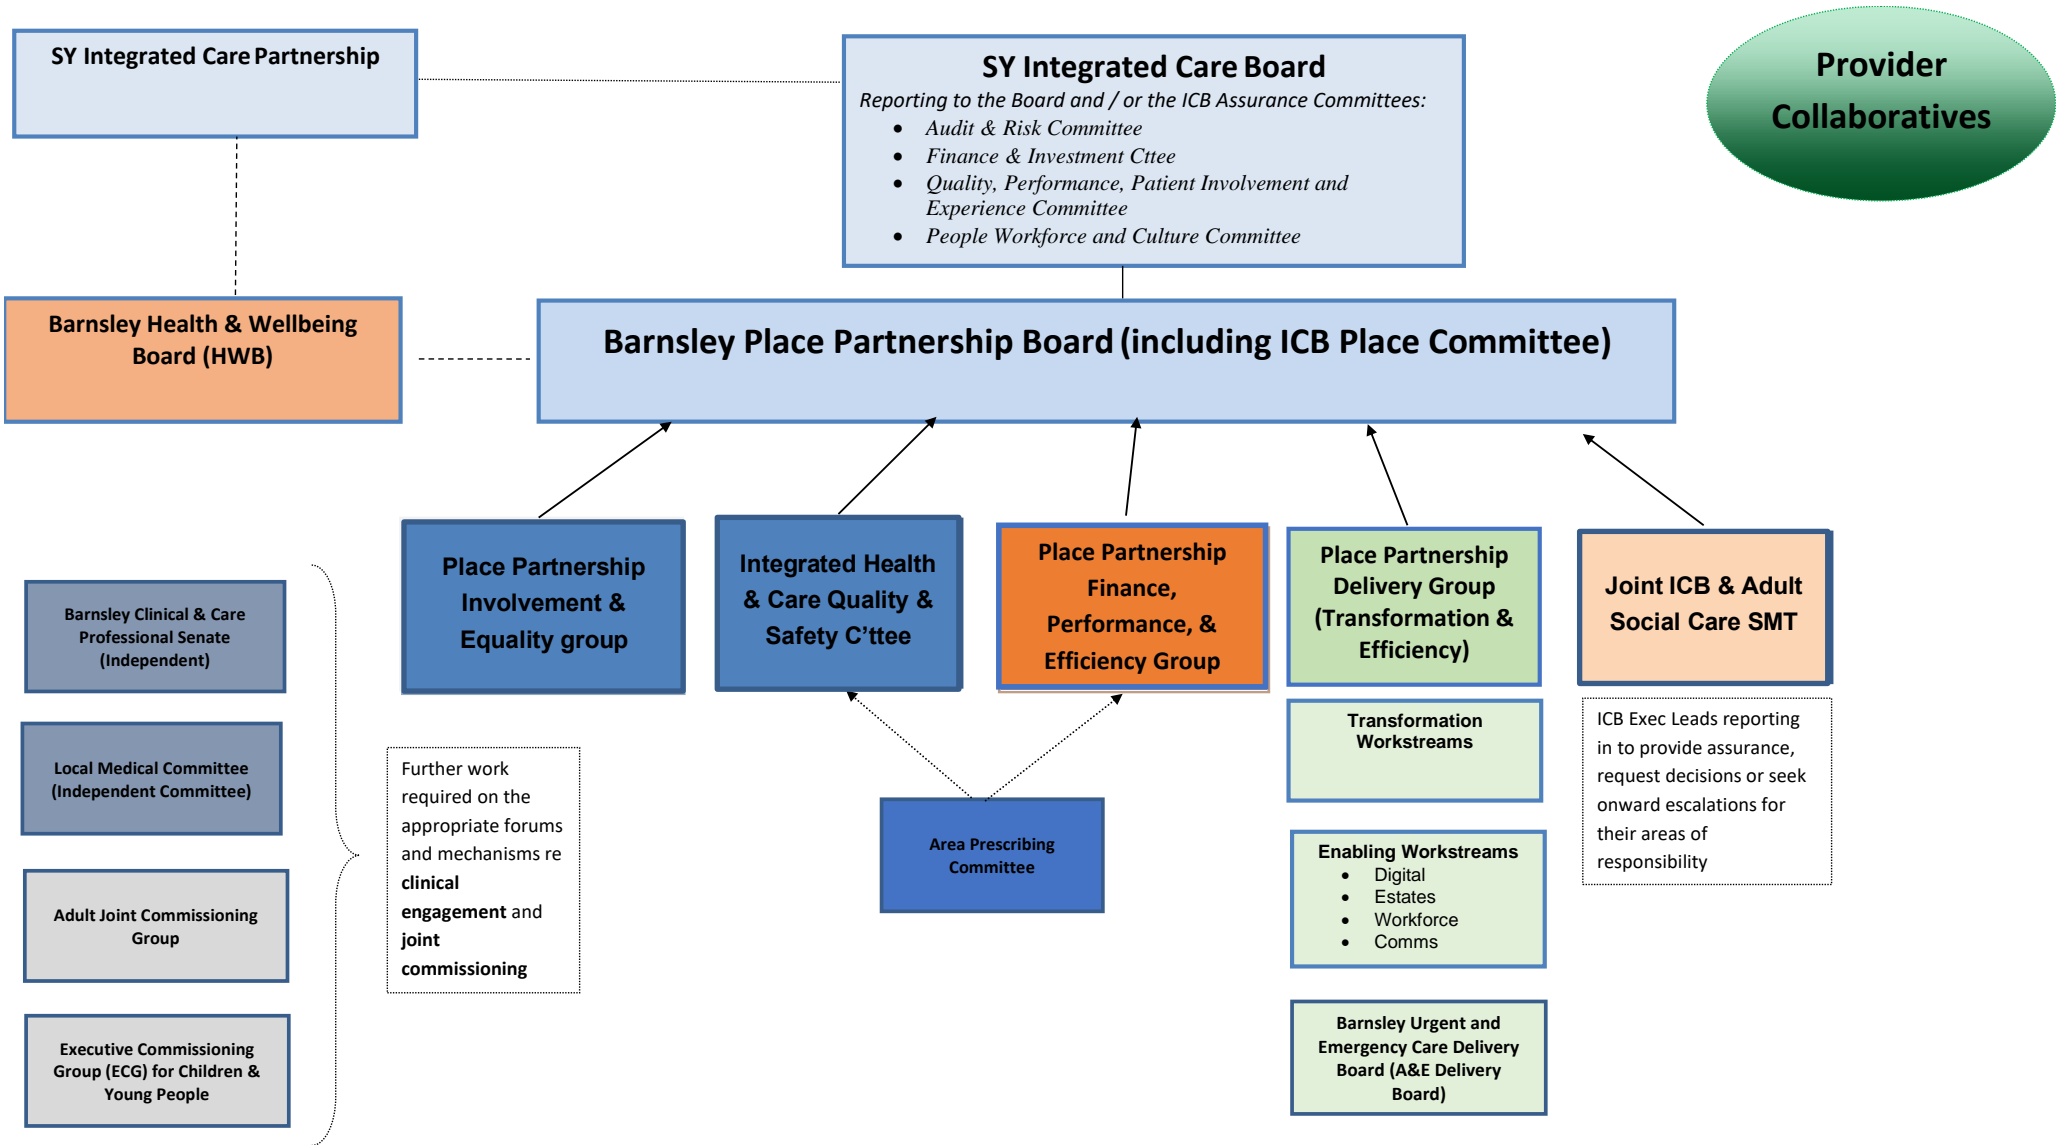 SY Integrated Care Partnership
SY Integrated Care Board
Reporting to the Board and / or the ICB Assurance Committees:
• Audit & Risk Committee
• Finance & Investment Cttee
• Quality, Performance, Patient Involvement and
Experience Committee
• People Workforce and Culture Committee
Provider
Collaboratives
Barnsley Health & Wellbeing
Board (HWB)
Barnsley Place Partnership Board (including ICB Place Committee)
Place Partnership
Involvement &
Equality group
Integrated Health
& Care Quality &
Safety C'ttee
Place Partnership
Finance,
Performance, &
Efficiency Group
Place Partnership
Delivery Group
(Transformation &
Efficiency)
Joint ICB & Adult
Social Care SMT
Barnsley Clinical & Care
Professional Senate
(Independent)
Local Medical Committee
(Independent Committee)
Adult Joint Commissioning
Group
Executive Commissioning
Group (ECG) for Children &
Young People
Further work
required on the
appropriate forums
and mechanisms re
clinical
engagement and
joint
commissioning
Area Prescribing
Committee
Transformation
Workstreams
Enabling Workstreams
• Digital
• Estates
• Workforce
• Comms
Barnsley Urgent and
Emergency Care Delivery
Board (A&E Delivery
Board)
ICB Exec Leads reporting
in to provide assurance,
request decisions or seek
onward escalations for
their areas of
responsibility